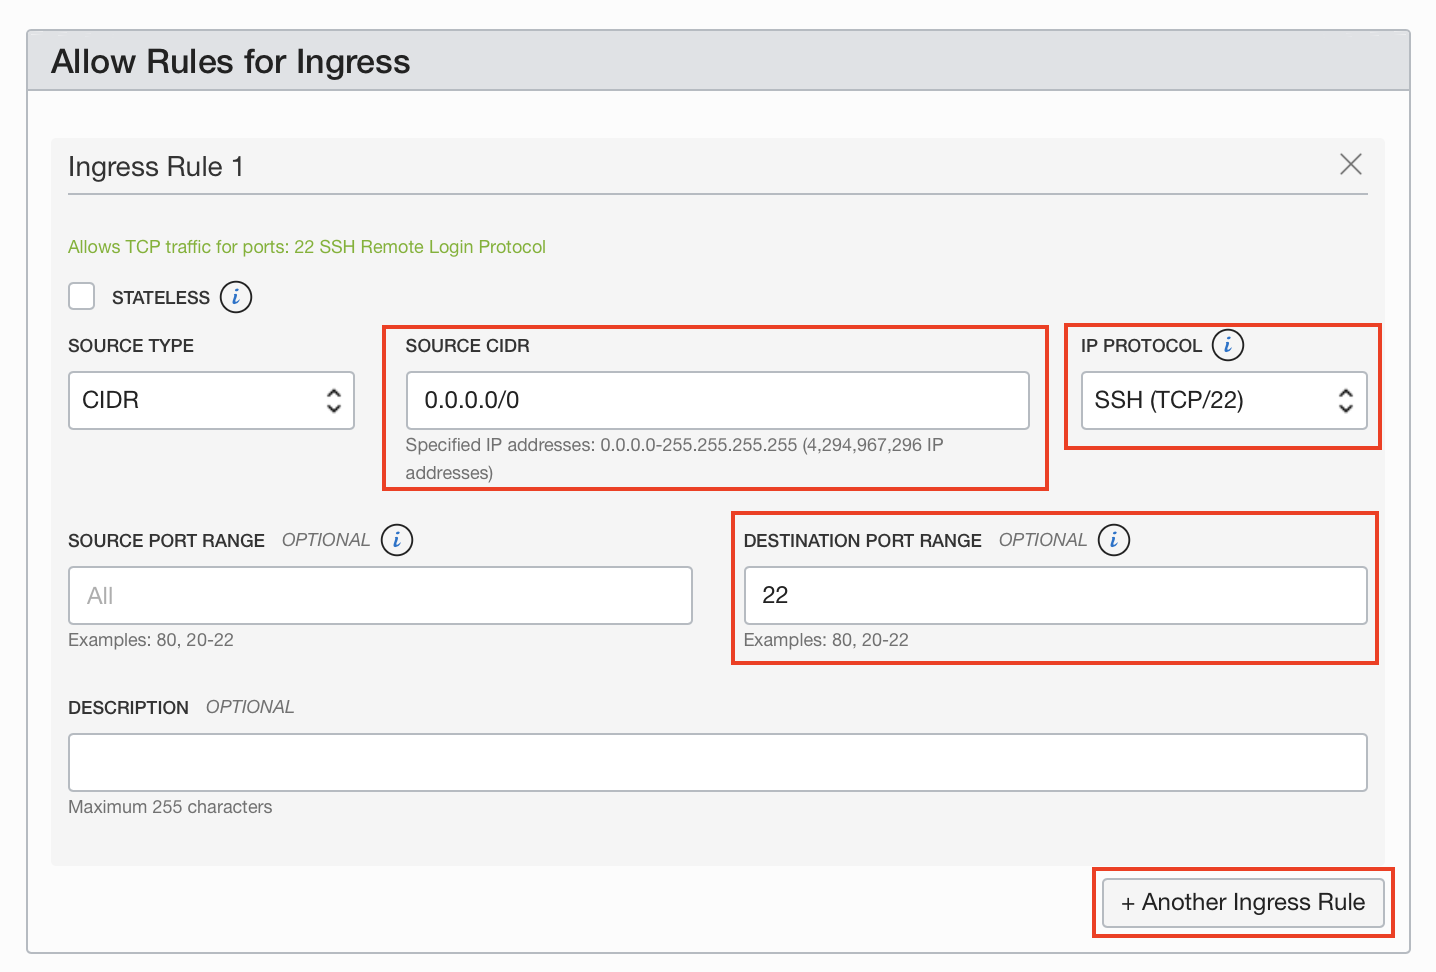 Allow Rules for Ingress
Ingress Rule 1
Allows TCP traffic for ports: 22 SSH Remote Login Protocol
STATELESS i
SOURCE TYPE
CIDR
SOURCE CIDR
0.0.0.0/0
Specified IP addresses: 0.0.0.0-255.255.255.255 (4,294,967,296 IP
addresses)
IP PROTOCOL i
SSH (TCP/22)
SOURCE PORT RANGE OPTIONAL i
All
Examples: 80, 20-22
DESTINATION PORT RANGE OPTIONAL i
22
Examples: 80, 20-22
DESCRIPTION OPTIONAL
Maximum 255 characters
+ Another Ingress Rule